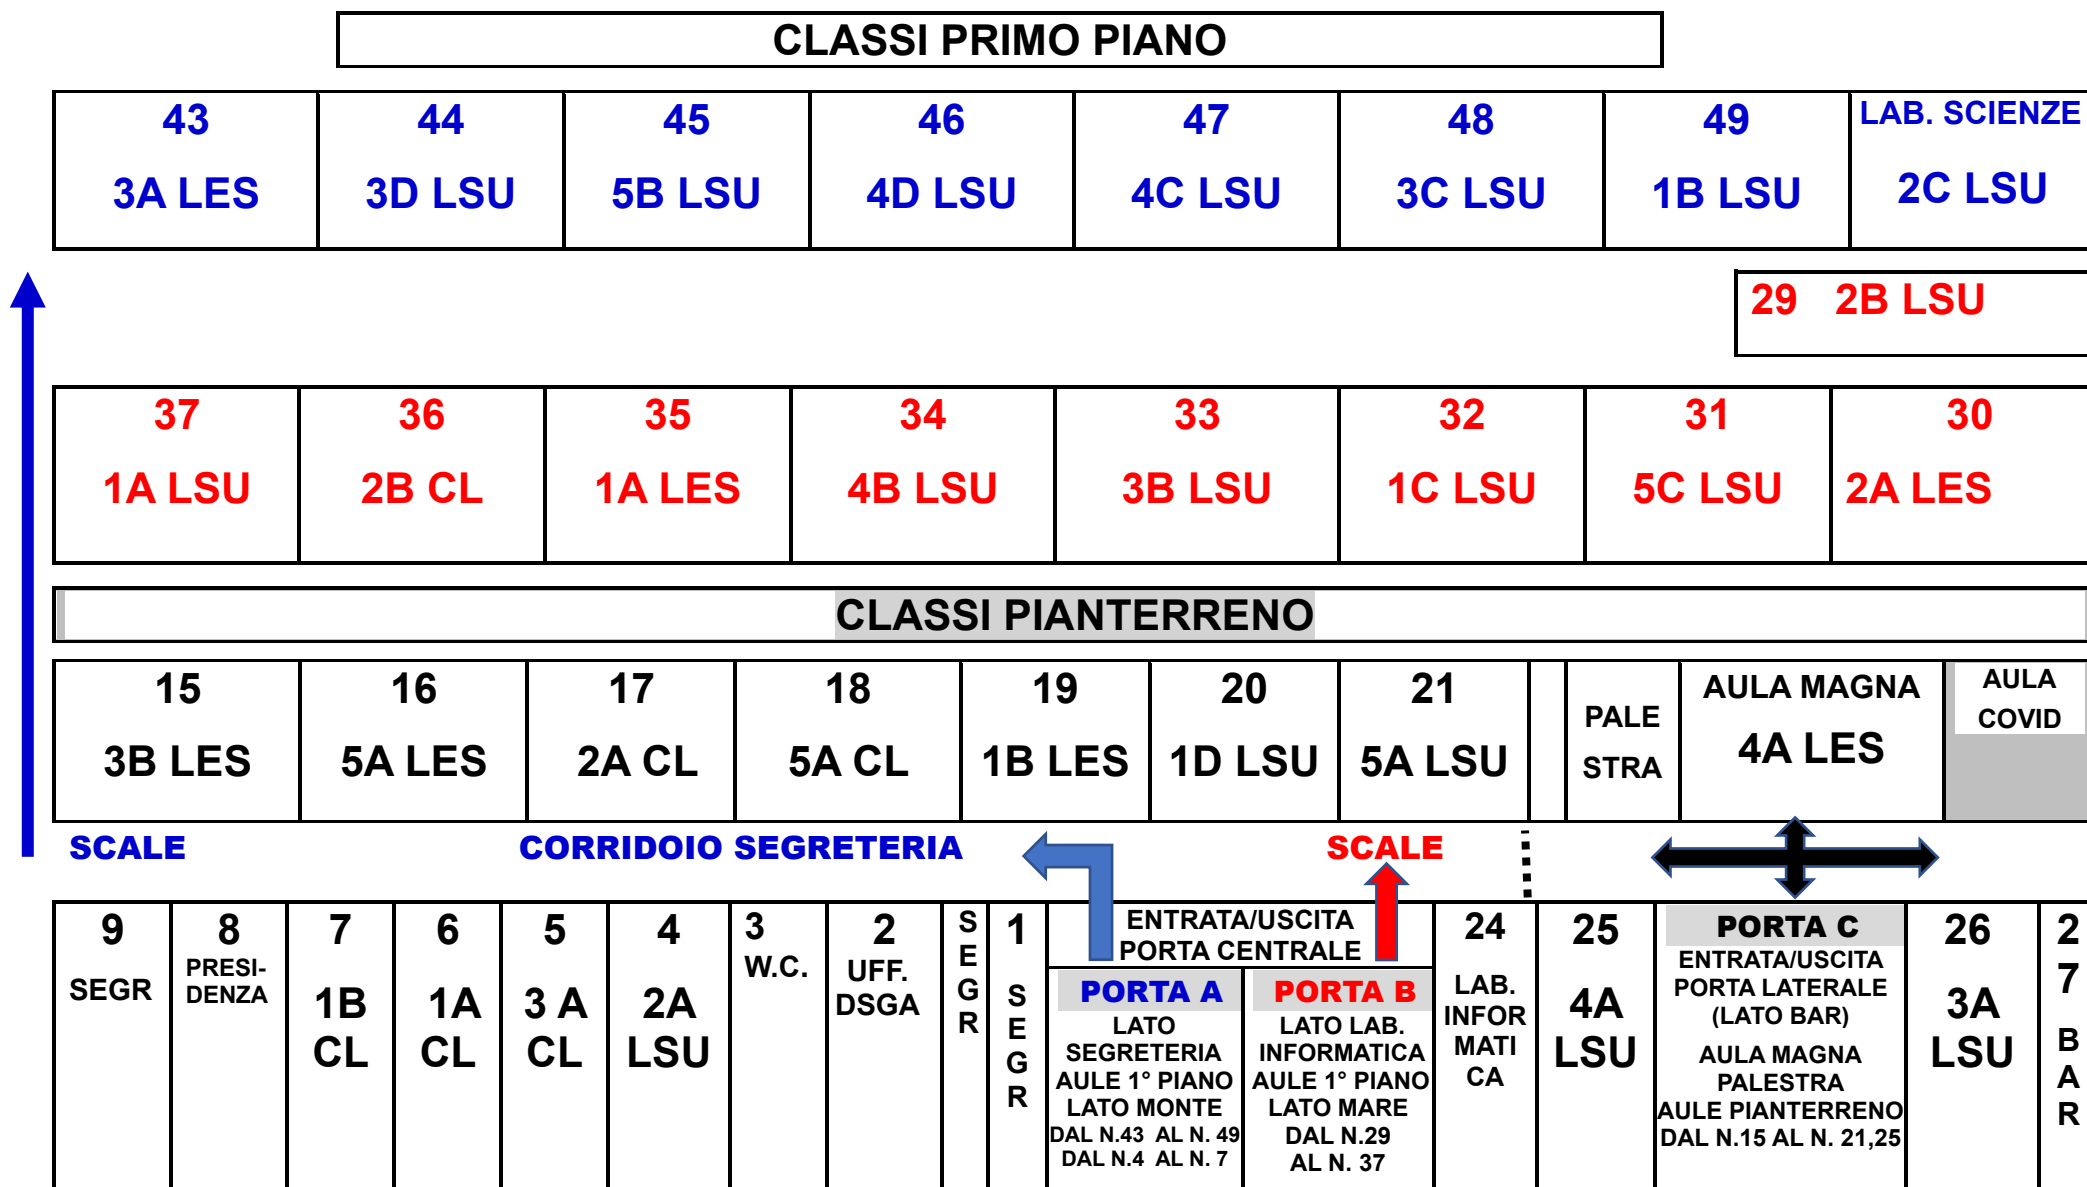 CLASSI PRIMO PIANO
43 44 45 46 47 48 49 LAB. SCIENZE
3A LES 3D LSU 5B LSU 4D LSU 4C LSU 3C LSU 1B LSU 2C LSU
29 2B LSU
37 36 35 34 33 32 31 30
1A LSU 2B CL 1A LES 4B LSU 3B LSU 1C LSU 5C LSU 2A LES
CLASSI PIANTERRENO
15
3B LES
16
5A LES
17
2A CL
18
5A CL
19
1B LES
20
1D LSU
21
5A LSU
PALE
STRA
AULA MAGNA
4A LES
AULA
COVID
SCALE CORRIDOIO SEGRETERIA SCALE
9
SEGR
8
PRESI-
DENZA
7
1B
CL
6
1A
CL
5
3 A
CL
4
2A
LSU
3
W.C.
2
UFF.
DSGA
S
E
G
R
1
S
E
G
R
ENTRATA/USCITA
PORTA CENTRALE
PORTA A
LATO
SEGRETERIA
AULE 1° PIANO
LATO MONTE
DAL N.43 AL N. 49
DAL N.4 AL N. 7
PORTA B
LATO LAB.
INFORMATICA
AULE 1° PIANO
LATO MARE
DAL N.29
AL N. 37
24
LAB.
INFOR
MATI
CA
25
4A
LSU
PORTA C
ENTRATA/USCITA
PORTA LATERALE
(LATO BAR)
AULA MAGNA
PALESTRA
AULE PIANTERRENO
DAL N.15 AL N. 21,25
26
3A
LSU
2
7
B
A
R